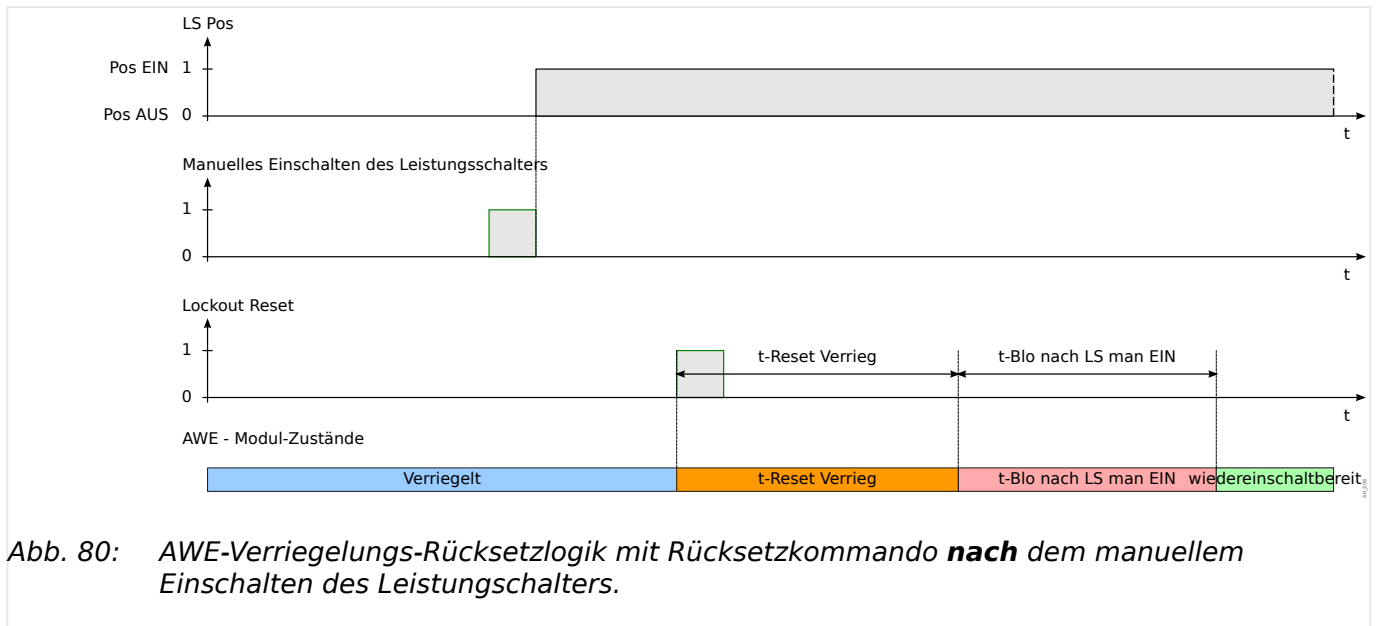 LS Pos
Pos EIN 1
Pos AUS 0
t
Manuelles Einschalten des Leistungsschalters
1
0
t
Lockout Reset
1
t-Reset Verrieg t-Blo nach LS man EIN
0
t
AWE - Modul-Zustände
Verriegelt t-Reset Verrieg t-Blo nach LS man EIN wiedereinschaltbereit
Abb. 80: AWE-Verriegelungs-Rücksetzlogik mit Rücksetzkommando nach dem manuellem
Einschalten des Leistungschalters.